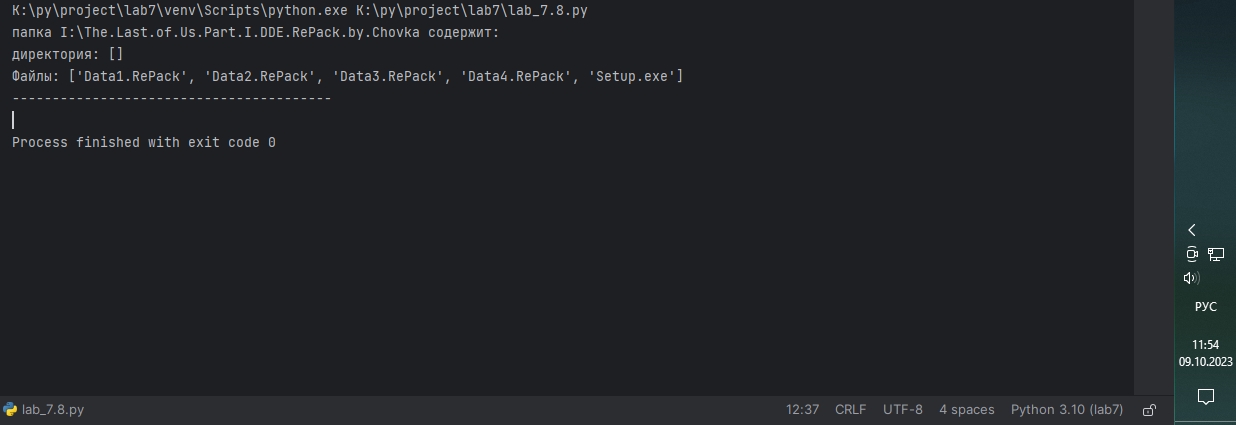 K:\py\project\lab7\venv\Scripts\python.exe K:\py\project\lab7\lab_7.8.py
папка I:\The.Last.of.Us.Part.I.DDE.RePack.by.Chovka содержит:
директория: []
Файлы: ['Data1.RePack', 'Data2.RePack', 'Data3.RePack', 'Data4.RePack', 'Setup.exe']
----------------------------------------
Process finished with exit code 0
РУС
11:54
09.10.2023
lab_7.8.py 12:37 CRLF UTF-8 4 spaces Python 3.10 (lab7)